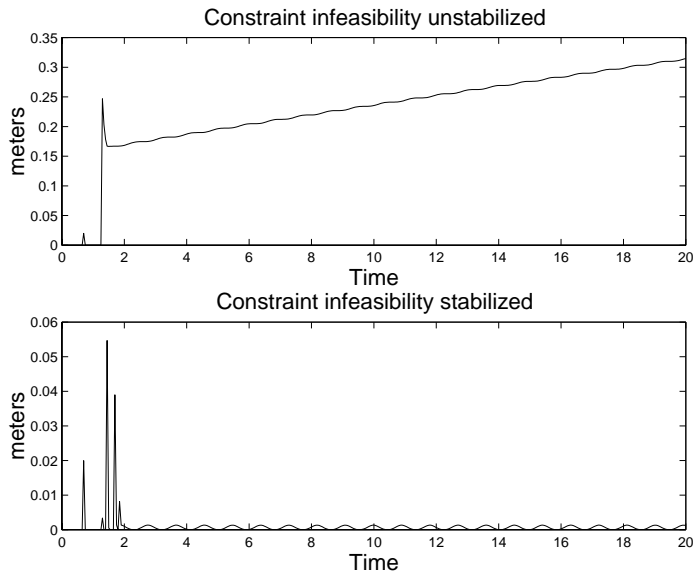 Constraint infeasibility unstabilized
0.35
0.3
0.25
0.2
0.15
0.1
0.05
0
meters
0 2 4 6 8 10 12 14 16 18 20
Time
Constraint infeasibility stabilized
0.06
0.05
0.04
0.03
0.02
0.01
0
meters
0 2 4 6 8 10 12 14 16 18 20
Time